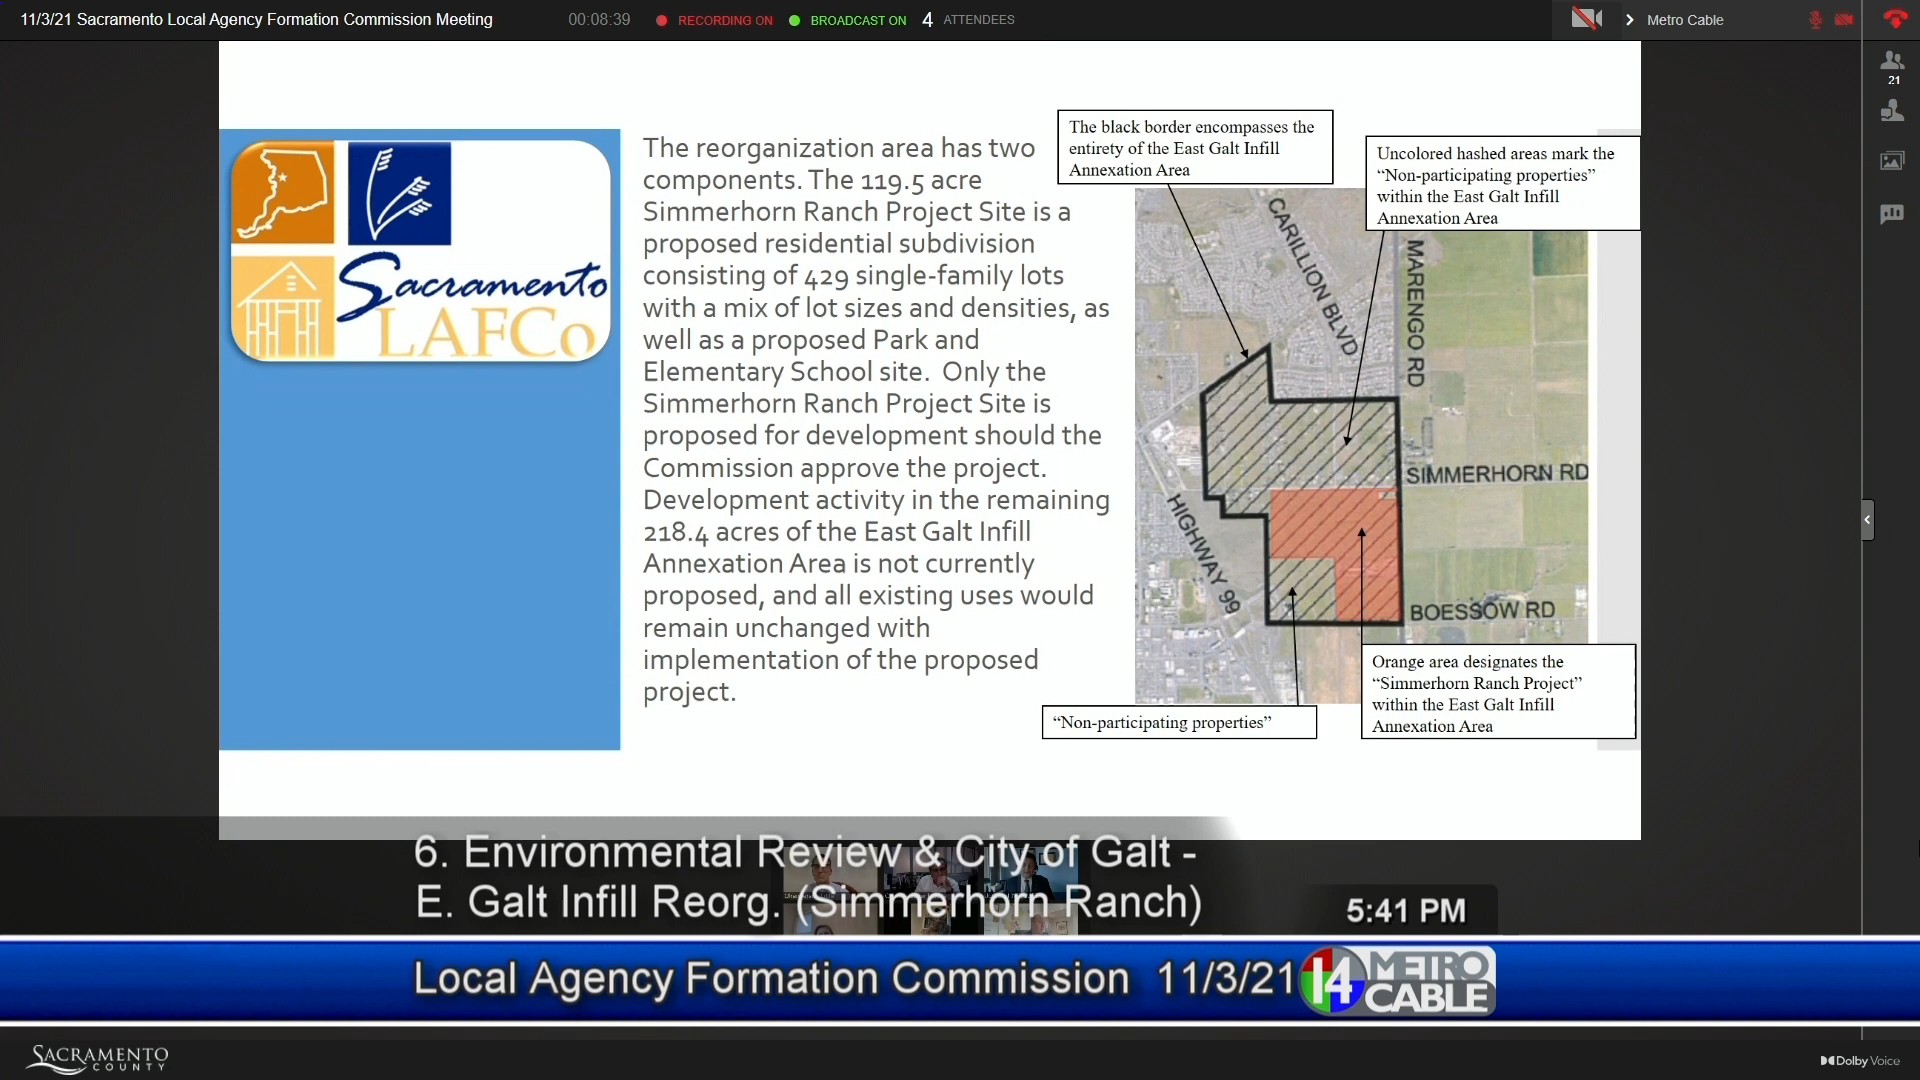 11/3/21 Sacramento Local Agency Formation Commission Meeting
00:08:39
RECORDING ON
BROADCAST ON
4 ATTENDEES
Metro Cable
21
Sacramento
LAFCo
The reorganization area has two
components. The 119.5 acre
Simmerhorn Ranch Project Site is a
proposed residential subdivision
consisting of 429 single-family lots
with a mix of lot sizes and densities, as
well as a proposed Park and
Elementary School site. Only the
Simmerhorn Ranch Project Site is
proposed for development should the
Commission approve the project.
Development activity in the remaining
218.4 acres of the East Galt Infill
Annexation Area is not currently
proposed, and all existing uses would
remain unchanged with
implementation of the proposed
project.
The black border encompasses the
entirety of the East Galt Infill
Annexation Area
Uncolored hashed areas mark the
“Non-participating properties”
within the East Galt Infill
Annexation Area
CARILLION BLVD
MARENGO RD
SIMMERHORN RD
HIGHWAY 99
BOESSOW RD
Orange area designates the
“Simmerhorn Ranch Project”
within the East Galt Infill
Annexation Area
“Non-participating properties”
6. Environmental Review & City of Galt -
E. Galt Infill Reorg. (Simmerhorn Ranch)
5:41 PM
Local Agency Formation Commission 11/3/21
14 METRO
CABLE
SACRAMENTO
COUNTY
Dolby Voice